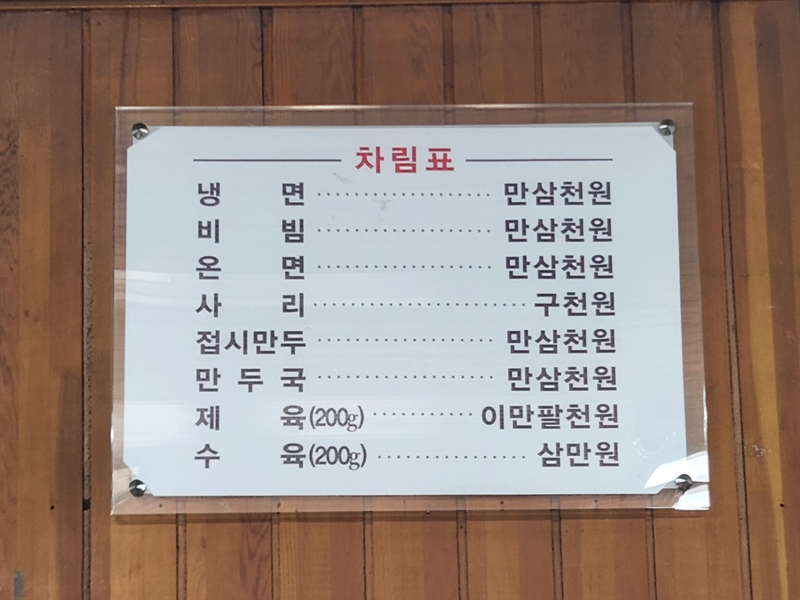 차림표
냉면 ···················· 만삼천원
비빔 ···················· 만삼천원
온면 ···················· 만삼천원
사리 ························ 구천원
접시만두 ···················· 만삼천원
만두국 ···················· 만삼천원
제육(200g) ··········· 이만팔천원
수육(200g) ················ 삼만원